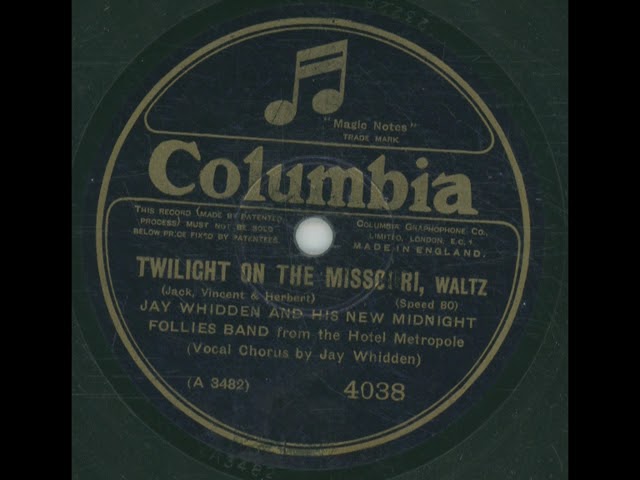 "Magic Notes"
TRADE MARK
Columbia
THIS RECORD (MADE BY PATENTED COLUMBIA GRAPHOPHONE CO.,
PROCESS) MUST NOT BE SOLD LIMITED, LONDON, E.C.1.
BELOW PRICE FIXED BY PATENTEES. MADE IN ENGLAND.
TWILIGHT ON THE MISSOURI, WALTZ
(Jack, Vincent & Herbert) (Speed 80)
JAY WHIDDEN AND HIS NEW MIDNIGHT
FOLLIES BAND from the Hotel Metropole
(Vocal Chorus by Jay Whidden)
(A 3482) 4038
A3482